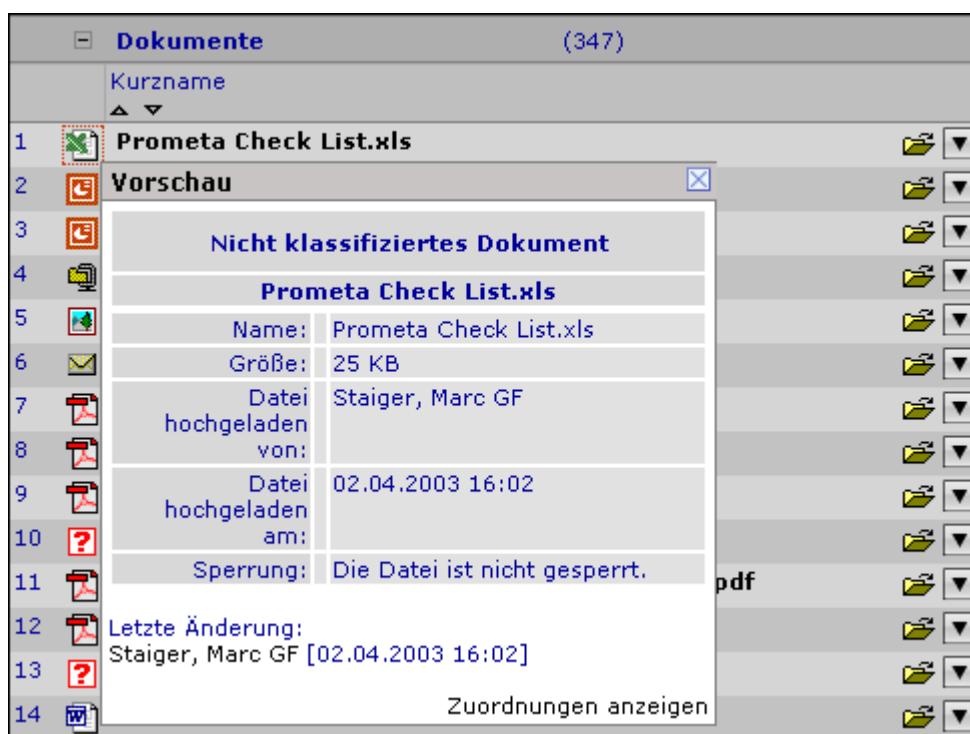 Dokumente (347)
Kurzname
1 Prometa Check List.xls
2
3
4
5
6
7
8
9
10
11
12
13
14
Vorschau
Nicht klassifiziertes Dokument
Prometa Check List.xls
Name: Prometa Check List.xls
Größe: 25 KB
Datei Staiger, Marc GF
hochgeladen
von:
Datei 02.04.2003 16:02
hochgeladen
am:
Sperrung: Die Datei ist nicht gesperrt.
pdf
Letzte Änderung:
Staiger, Marc GF [02.04.2003 16:02]
Zuordnungen anzeigen